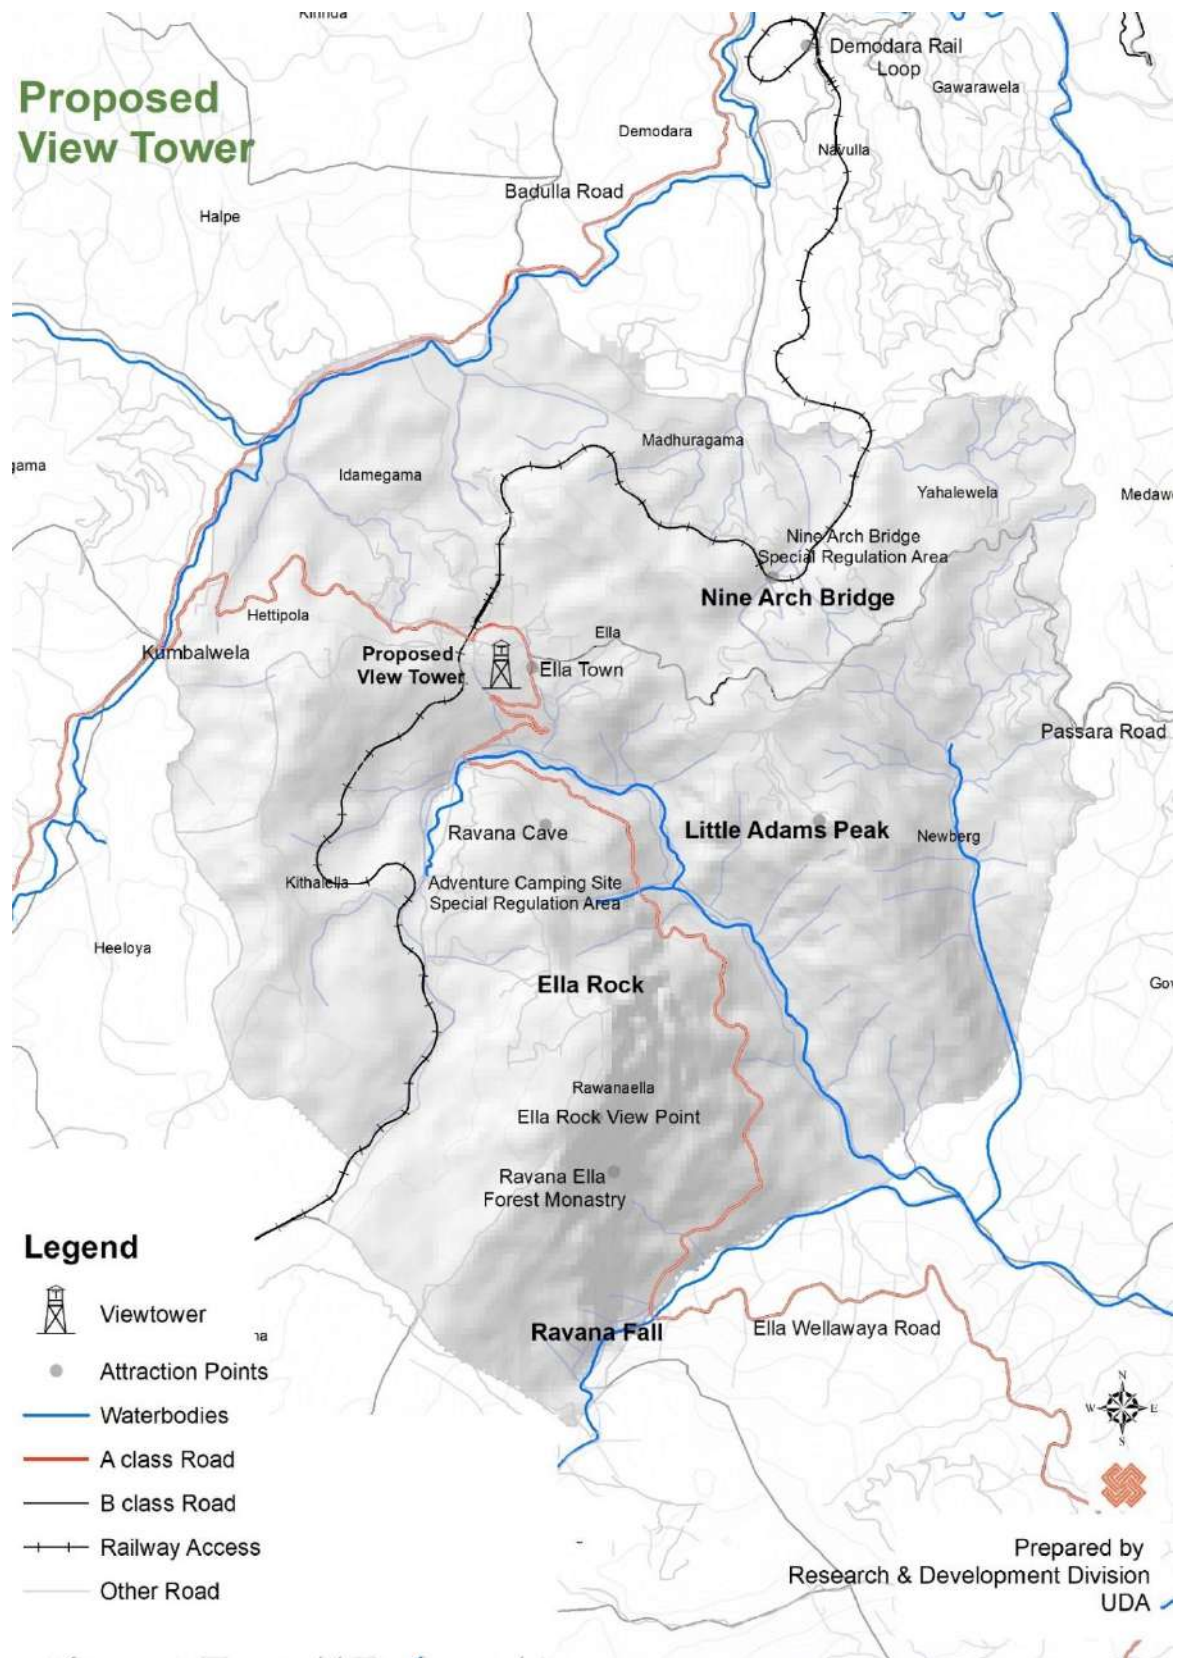 Proposed
View Tower
Demodara Rail
Loop
Gawarawela
Demodara
Navulla
Badulla Road
Halpe
Madhuragama
Idamegama
Yahalewela
Nine Arch Bridge
Special Regulation Area
Nine Arch Bridge
Hettipola
Ella
Kumbalwela
Proposed
View Tower
Ella Town
Passara Road
Ravana Cave
Little Adams Peak
Newberg
Kithalella
Adventure Camping Site
Special Regulation Area
Heeloya
Ella Rock
Rawanaella
Ella Rock View Point
Ravana Ella
Forest Monastry
Ravana Fall
Ella Wellawaya Road
Legend
Viewtower
Attraction Points
Waterbodies
A class Road
B class Road
Railway Access
Other Road
N
W
E
S
Prepared by
Research & Development Division
UDA